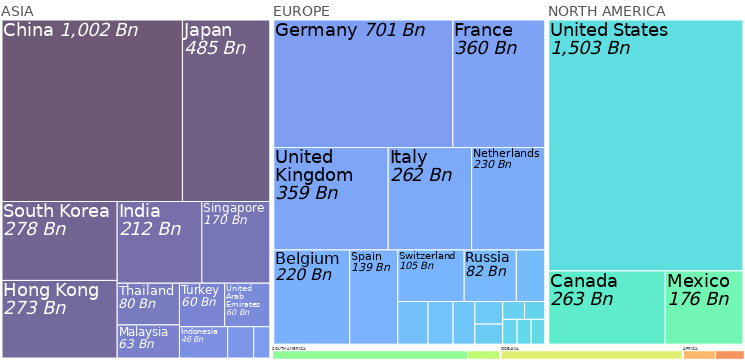 ASIA
China 1,002 Bn
Japan
485 Bn
South Korea
278 Bn
India
212 Bn
Singapore
170 Bn
Hong Kong
273 Bn
Thailand
80 Bn
Turkey
60 Bn
United
Arab
Emirates
60 Bn
Malaysia
63 Bn
Indonesia
46 Bn
EUROPE
Germany 701 Bn
France
360 Bn
United
Kingdom
359 Bn
Italy
262 Bn
Netherlands
230 Bn
Belgium
220 Bn
Spain
139 Bn
Switzerland
105 Bn
Russia
82 Bn
NORTH AMERICA
United States
1,503 Bn
Canada
263 Bn
Mexico
176 Bn
SOUTH AMERICA
OCEANIA
AFRICA